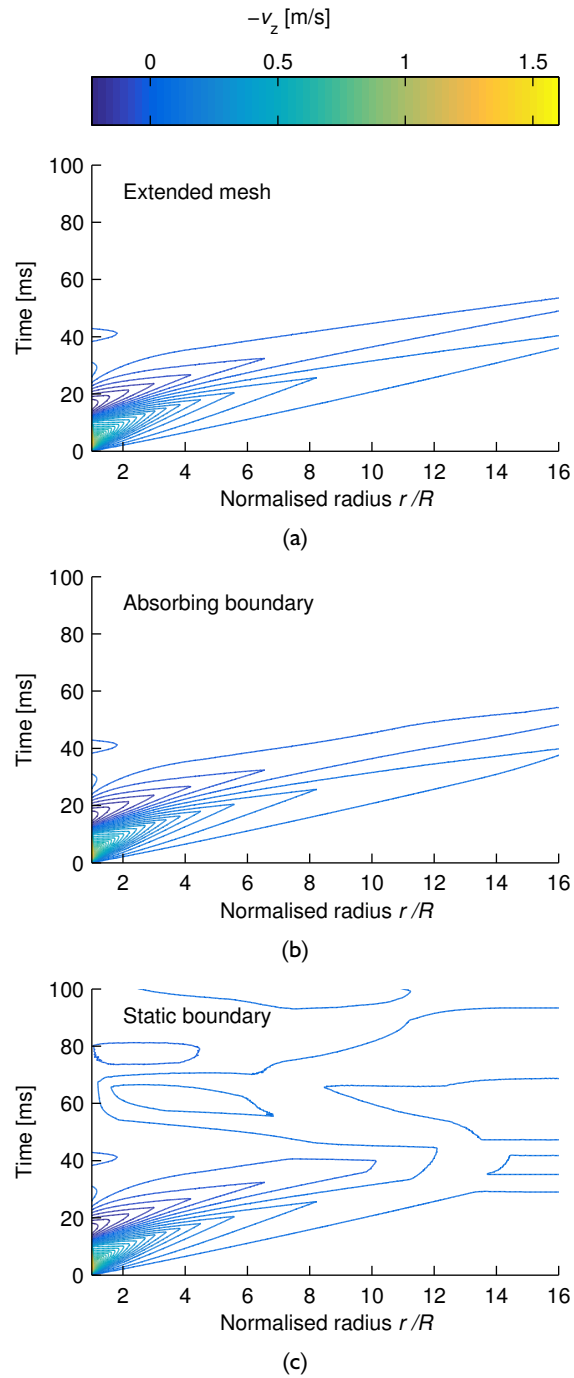 −v_z [m/s]
0 0.5 1 1.5
100
Extended mesh
80
60
Time [ms]
40
20
0
2 4 6 8 10 12 14 16
Normalised radius r /R
(a)
100
Absorbing boundary
80
60
Time [ms]
40
20
0
2 4 6 8 10 12 14 16
Normalised radius r /R
(b)
100
Static boundary
80
60
Time [ms]
40
20
0
2 4 6 8 10 12 14 16
Normalised radius r /R
(c)